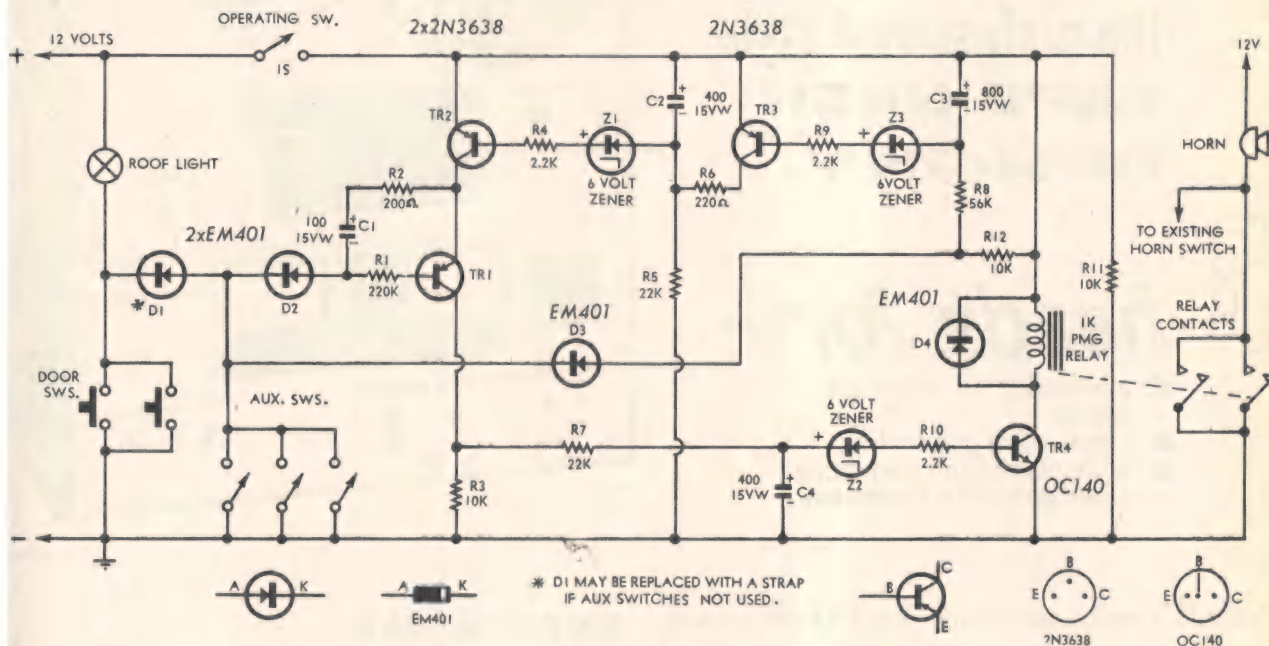 OPERATING SW.
1S
2x2N3638
2N3638
+
12 VOLTS
12V
TR2
R4
2.2K
+
Z1
6 VOLT
ZENER
C2
+
-
400
15VW
TR3
R6
220Ω
R9
2.2K
+
Z3
6VOLT
ZENER
C3
+
-
800
15VW
HORN
ROOF LIGHT
R2
200Ω
100
15VW
+
-
C1
R8
56K
TO EXISTING
HORN SWITCH
2xEM401
R1
220K
TR1
R12
10K
R11
10K
* D1
D2
R5
22K
EM401
D3
EM401
D4
1K
PMG
RELAY
RELAY
CONTACTS
DOOR
SWS.
AUX. SWS.
R7
22K
6 VOLT
ZENER
+
Z2
R10
2.2K
TR4
OC140
R3
10K
400
15VW
+
-
C4
-
A
K
A
K
EM401
* D1 MAY BE REPLACED WITH A STRAP
IF AUX SWITCHES NOT USED.
B
C
E
B
E
C
2N3638
B
E
C
OC140